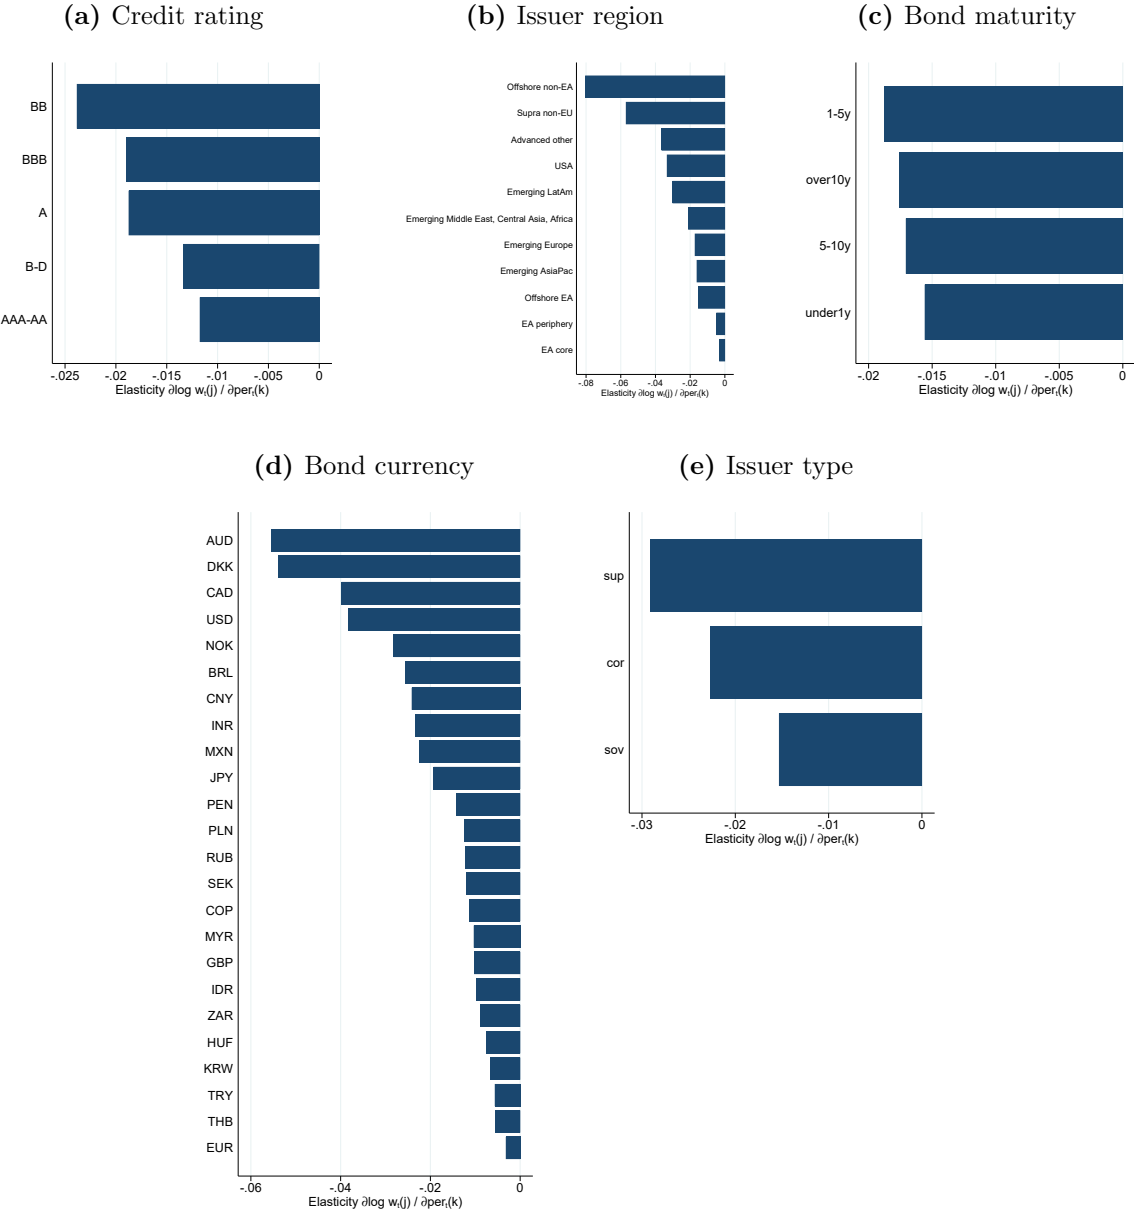 (a) Credit rating
BB
BBB
A
B-D
AAA-AA
-.025 -.02 -.015 -.01 -.005 0
Elasticity ∂log wₜ(j) / ∂perₜ(k)
(b) Issuer region
Offshore non-EA
Supra non-EU
Advanced other
USA
Emerging LatAm
Emerging Middle East, Central Asia, Africa
Emerging Europe
Emerging AsiaPac
Offshore EA
EA periphery
EA core
-.08 -.06 -.04 -.02 0
Elasticity ∂log wₜ(j) / ∂perₜ(k)
(c) Bond maturity
1-5y
over10y
5-10y
under1y
-.02 -.015 -.01 -.005 0
Elasticity ∂log wₜ(j) / ∂perₜ(k)
(d) Bond currency
AUD
DKK
CAD
USD
NOK
BRL
CNY
INR
MXN
JPY
PEN
PLN
RUB
SEK
COP
MYR
GBP
IDR
ZAR
HUF
KRW
TRY
THB
EUR
-.06 -.04 -.02 0
Elasticity ∂log wₜ(j) / ∂perₜ(k)
(e) Issuer type
sup
cor
sov
-.03 -.02 -.01 0
Elasticity ∂log wₜ(j) / ∂perₜ(k)